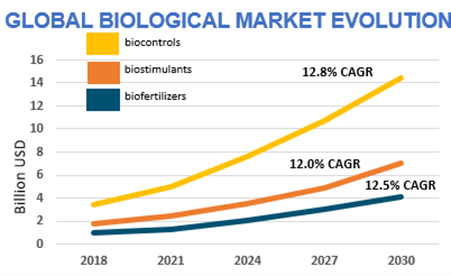 GLOBAL BIOLOGICAL MARKET EVOLUTION
biocontrols
biostimulants
biofertilizers
12.8% CAGR
12.0% CAGR
12.5% CAGR
Billion USD
16
14
12
10
8
6
4
2
0
2018 2021 2024 2027 2030